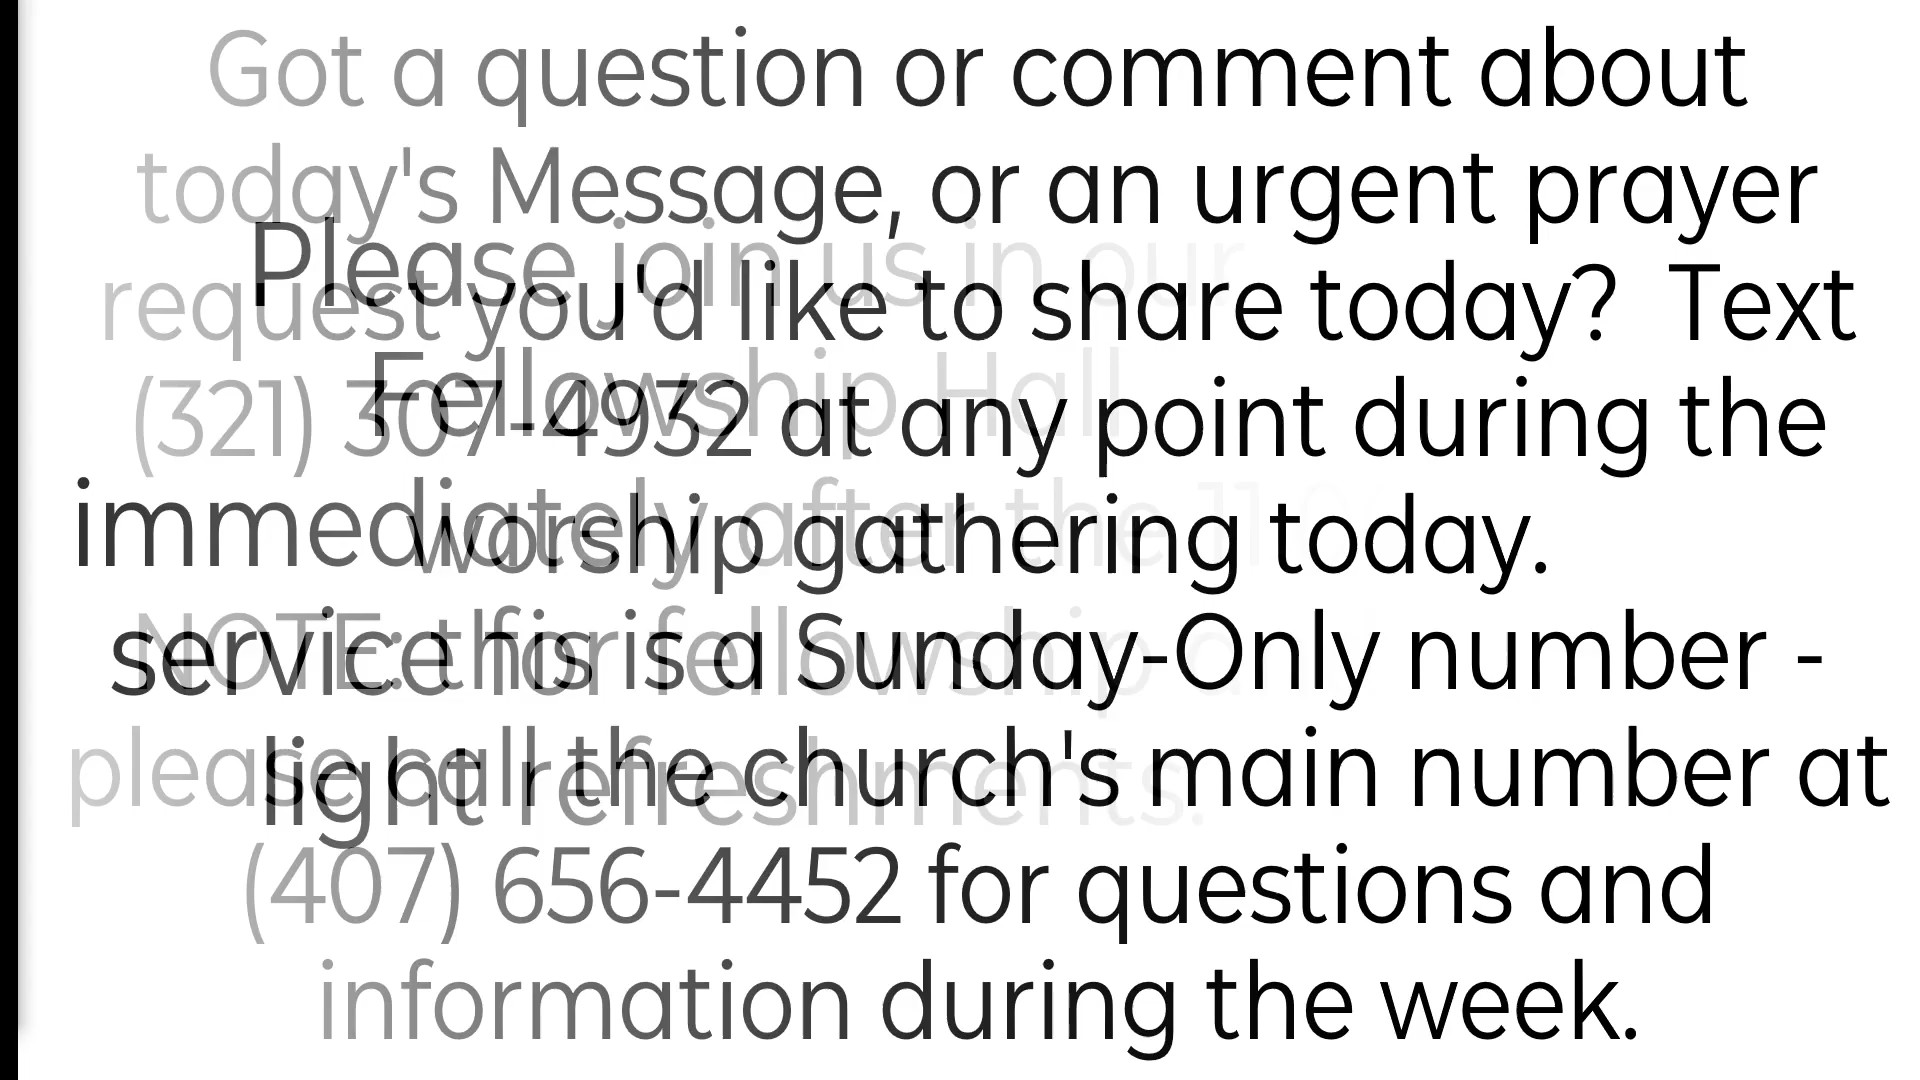 Got a question or comment about
today's Message, or an urgent prayer
request you'd like to share today? Text
(321) 307-4932 at any point during the
worship gathering today.
NOTE: this is a Sunday-Only number -
please call the church's main number at
(407) 656-4452 for questions and
information during the week.
Please join us in our
Fellowship Hall
immediately after the 11
service for fellowship and
light refreshments.